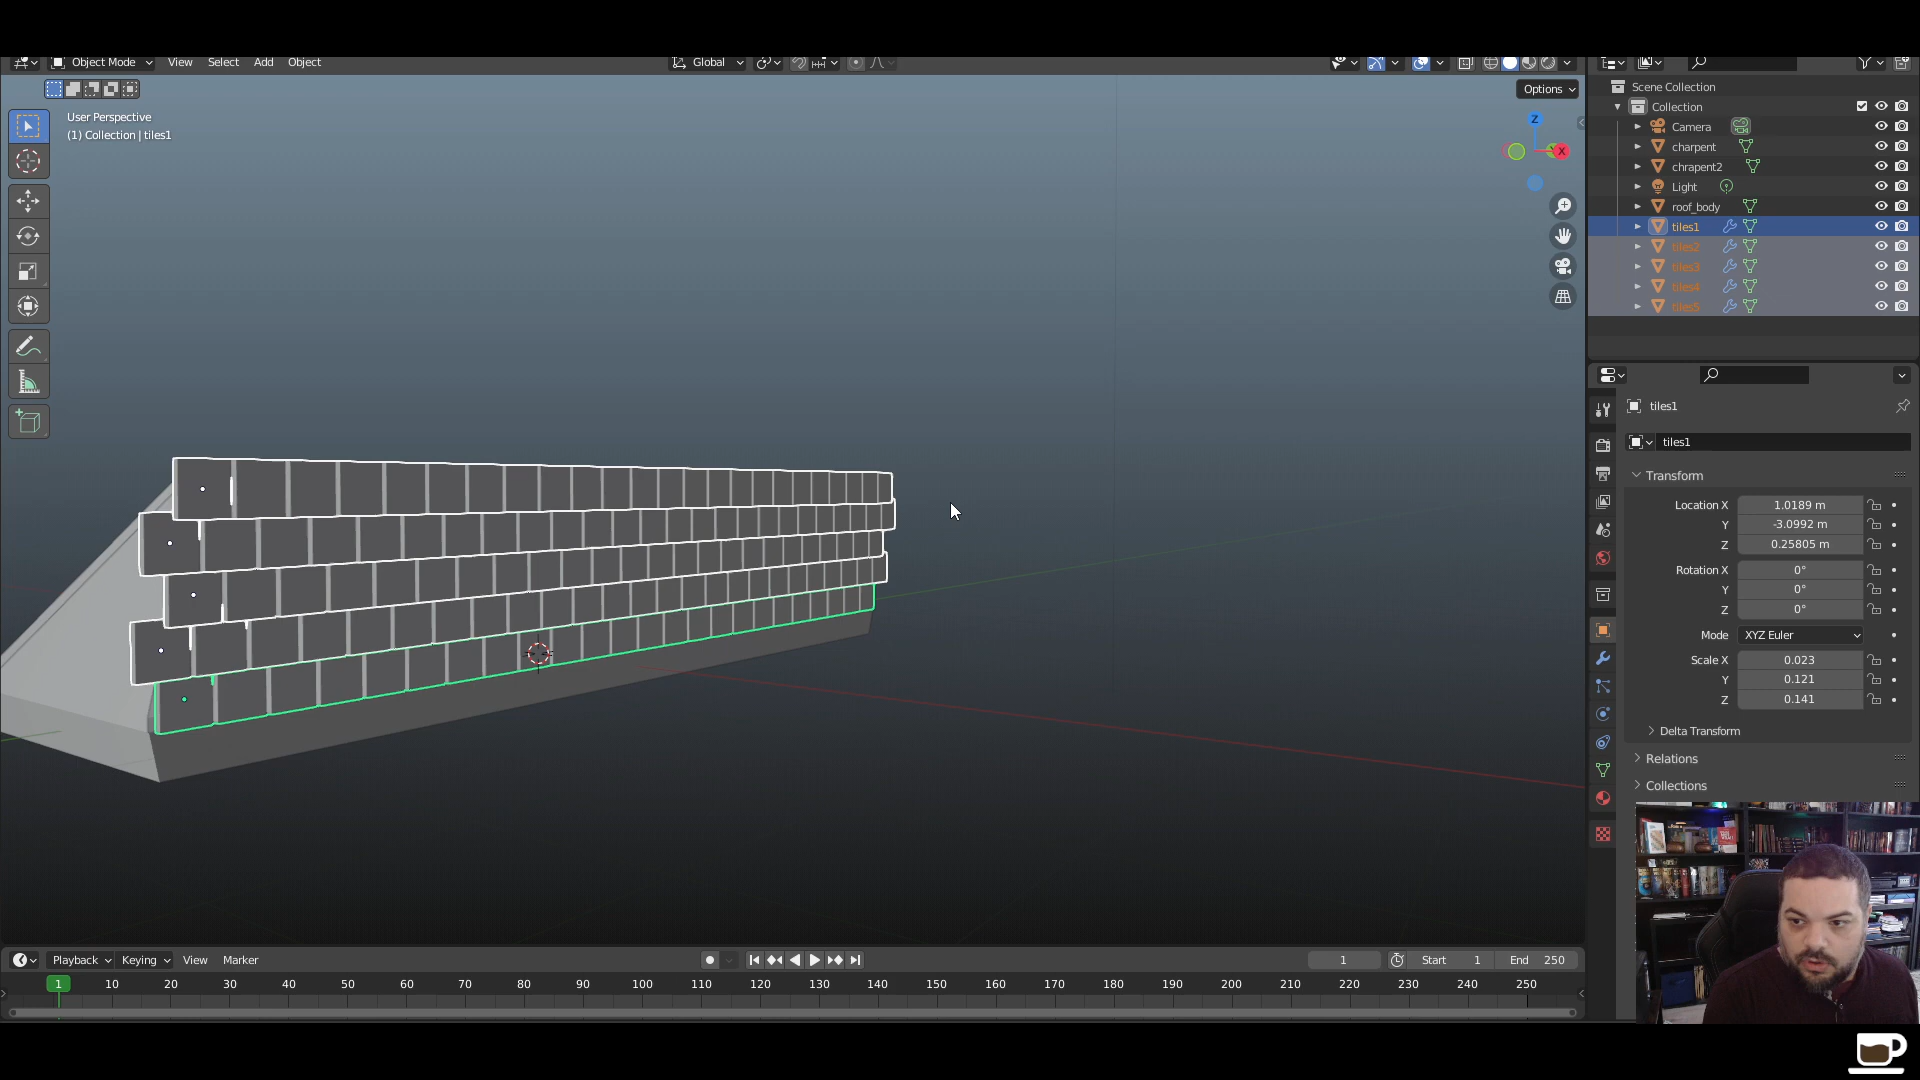 Object Mode
View
Select
Add
Object
Global
Options
User Perspective
(1) Collection | tiles1
Z
X
Scene Collection
Collection
Camera
charpent
chrapent2
Light
roof_body
tiles1
tiles2
tiles3
tiles4
tiles5
tiles1
tiles1
Transform
Location X 1.0189 m
Y -3.0992 m
Z 0.25805 m
Rotation X 0°
Y 0°
Z 0°
Mode XYZ Euler
Scale X 0.023
Y 0.121
Z 0.141
Delta Transform
Relations
Collections
Playback
Keying
View
Marker
1
Start 1
End 250
1 10 20 30 40 50 60 70 80 90 100 110 120 130 140 150 160 170 180 190 200 210 220 230 240 250